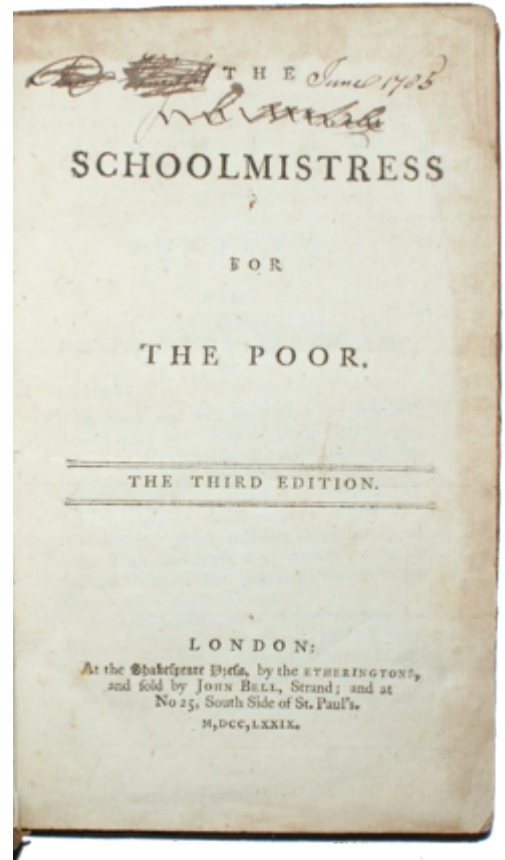 THE June 1785
SCHOOLMISTRESS
FOR
THE POOR.
THE THIRD EDITION.
LONDON:
At the Shakespeare Press, by the ETHERINGTONS,
and sold by JOHN BELL, Strand; and at
No 25, South Side of St. Paul's.
M,DCC,LXXIX.